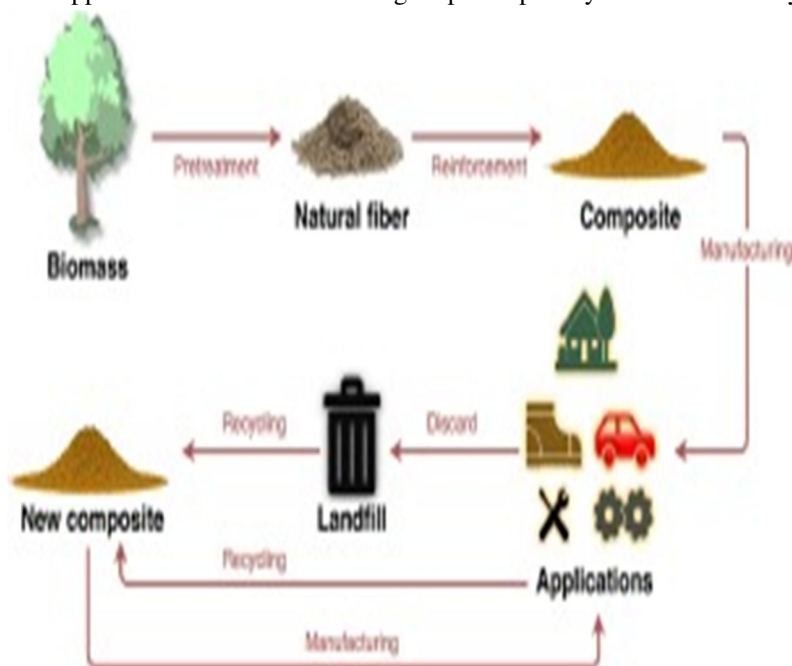 Pretreatment
Reinforcement
Natural fiber
Composite
Biomass
Manufacturing
Recycling
Discard
New composite
Landfill
Recycling
Applications
Manufacturing